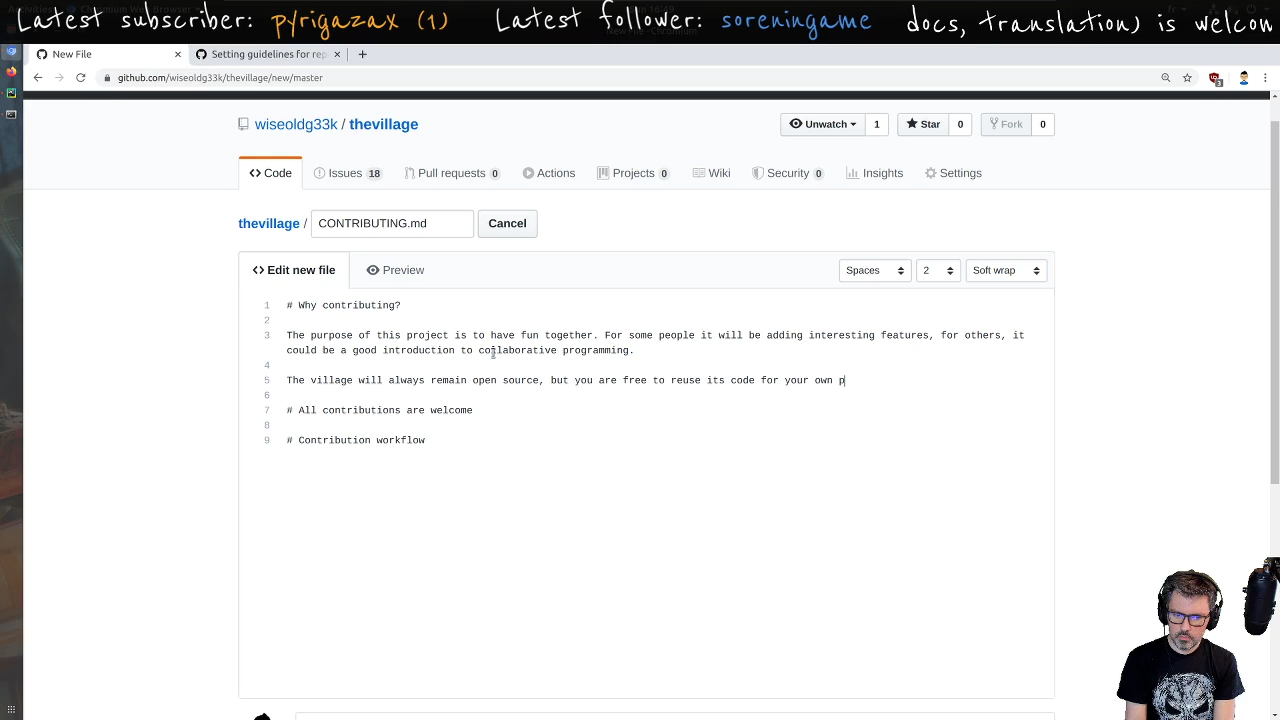 Latest subscriber: pyrigazax (1) Latest follower: soreningame docs, translation) is welcom
New File Setting guidelines for rep
github.com/wiseoldg33k/thevillage/new/master
wiseoldg33k / thevillage Unwatch 1 Star 0 Fork 0
Code Issues 18 Pull requests 0 Actions Projects 0 Wiki Security 0 Insights Settings
thevillage / CONTRIBUTING.md Cancel
Edit new file Preview Spaces 2 Soft wrap
1 # Why contributing?
2
3 The purpose of this project is to have fun together. For some people it will be adding interesting features, for others, it
could be a good introduction to collaborative programming.
4
5 The village will always remain open source, but you are free to reuse its code for your own p
6
7 # All contributions are welcome
8
9 # Contribution workflow